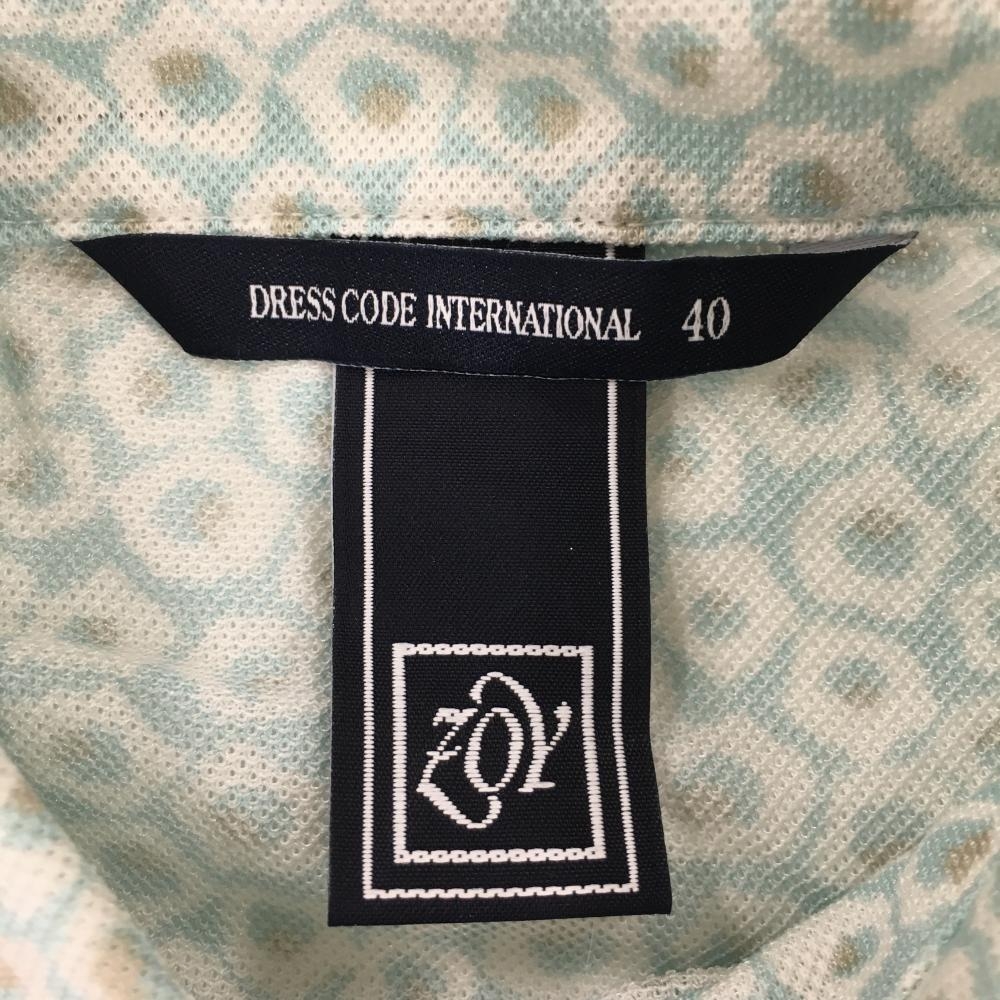 DRESS CODE INTERNATIONAL 40
ZOY